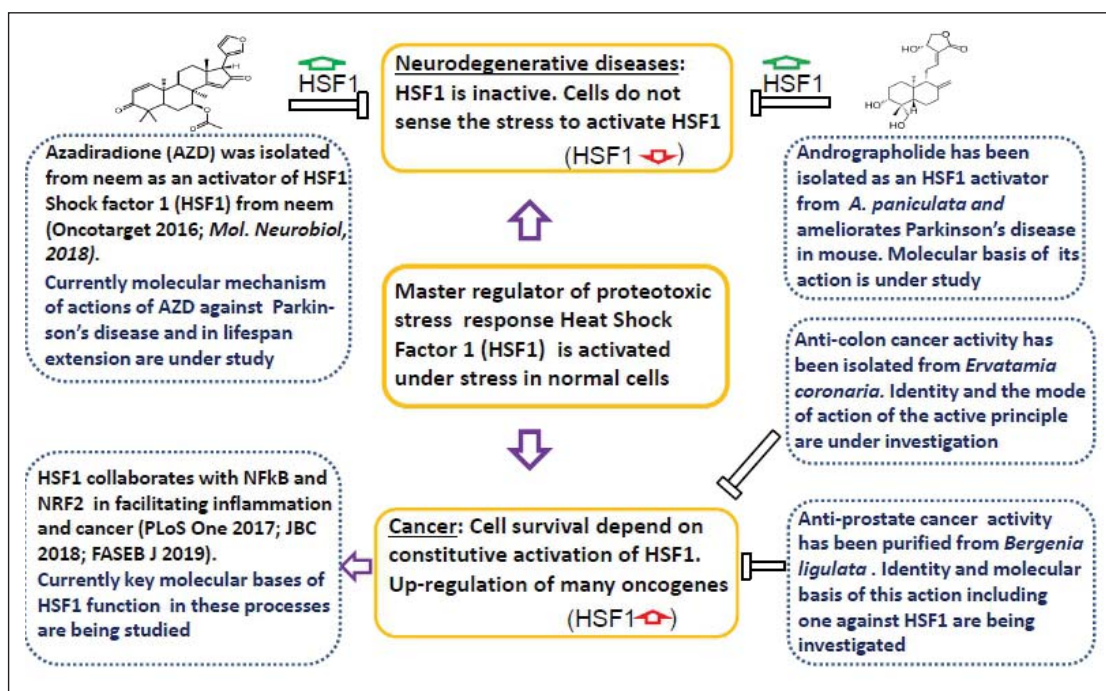 O
O
O
O
O
HSF1
Neurodegenerative diseases:
HSF1 is inactive. Cells do not
sense the stress to activate HSF1
(HSF1 )
HSF1
O
O
HO
HO
HO
Azadiradione (AZD) was isolated
from neem as an activator of HSF1
Shock factor 1 (HSF1) from neem
(Oncotarget 2016; Mol. Neurobiol,
2018).
Currently molecular mechanism
of actions of AZD against Parkin-
son's disease and in lifespan
extension are under study
Andrographolide has been
isolated as an HSF1 activator
from A. paniculata and
ameliorates Parkinson's disease
in mouse. Molecular basis of its
action is under study
Master regulator of proteotoxic
stress response Heat Shock
Factor 1 (HSF1) is activated
under stress in normal cells
Anti-colon cancer activity has
been isolated from Ervatamia
coronaria. Identity and the mode
of action of the active principle
are under investigation
HSF1 collaborates with NFkB and
NRF2 in facilitating inflammation
and cancer (PLoS One 2017; JBC
2018; FASEB J 2019).
Currently key molecular bases of
HSF1 function in these processes
are being studied
Cancer: Cell survival depend on
constitutive activation of HSF1.
Up-regulation of many oncogenes
(HSF1 )
Anti-prostate cancer activity
has been purified from Bergenia
ligulata . Identity and molecular
basis of this action including
one against HSF1 are being
investigated